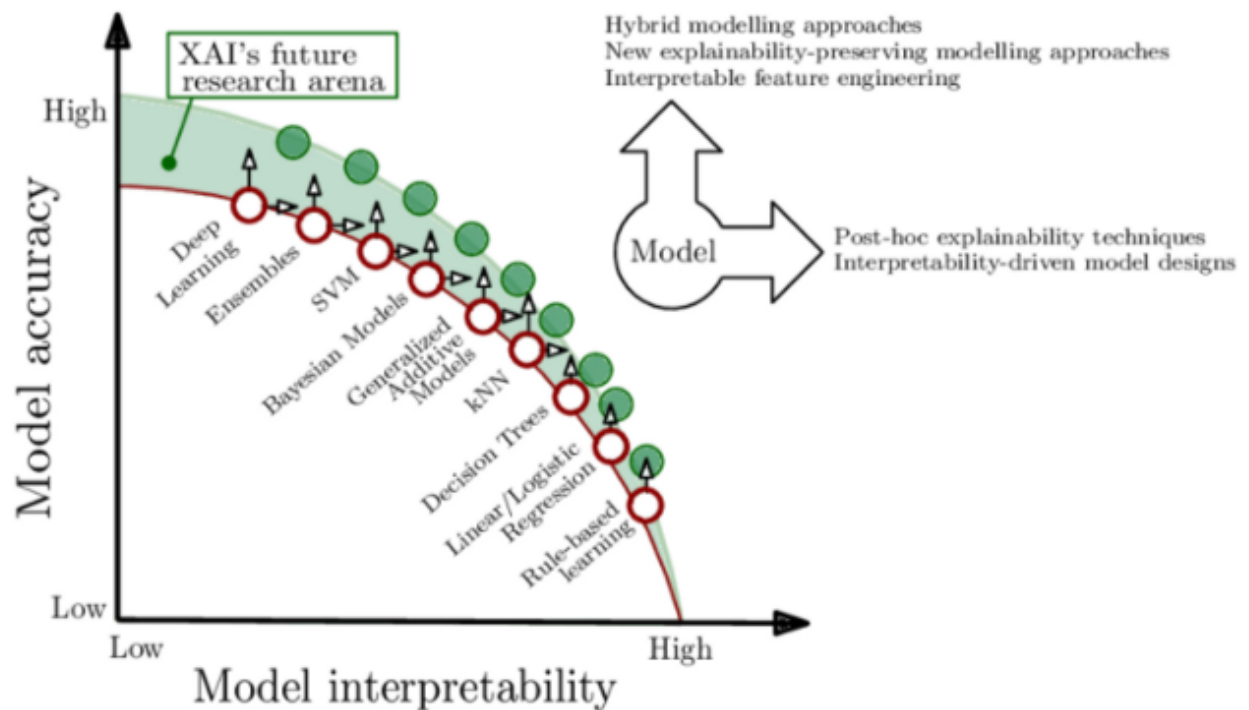 XAI's future
research arena
Hybrid modelling approaches
New explainability-preserving modelling approaches
Interpretable feature engineering
High
Model accuracy
Low
Deep
Learning
Ensembles
SVM
Bayesian Models
Generalized
Additive
Models
kNN
Decision Trees
Linear/Logistic
Regression
Rule-based
learning
Model
Post-hoc explainability techniques
Interpretability-driven model designs
Low
High
Model interpretability